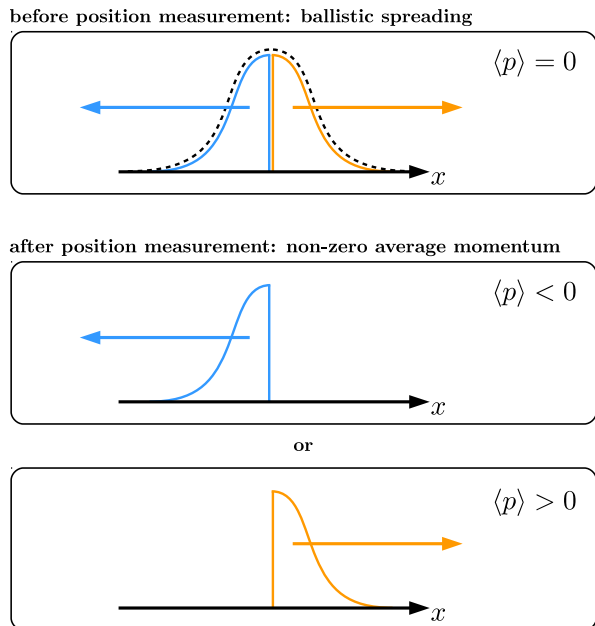 before position measurement: ballistic spreading
⟨p⟩ = 0
x
after position measurement: non-zero average momentum
⟨p⟩ < 0
x
or
⟨p⟩ > 0
x